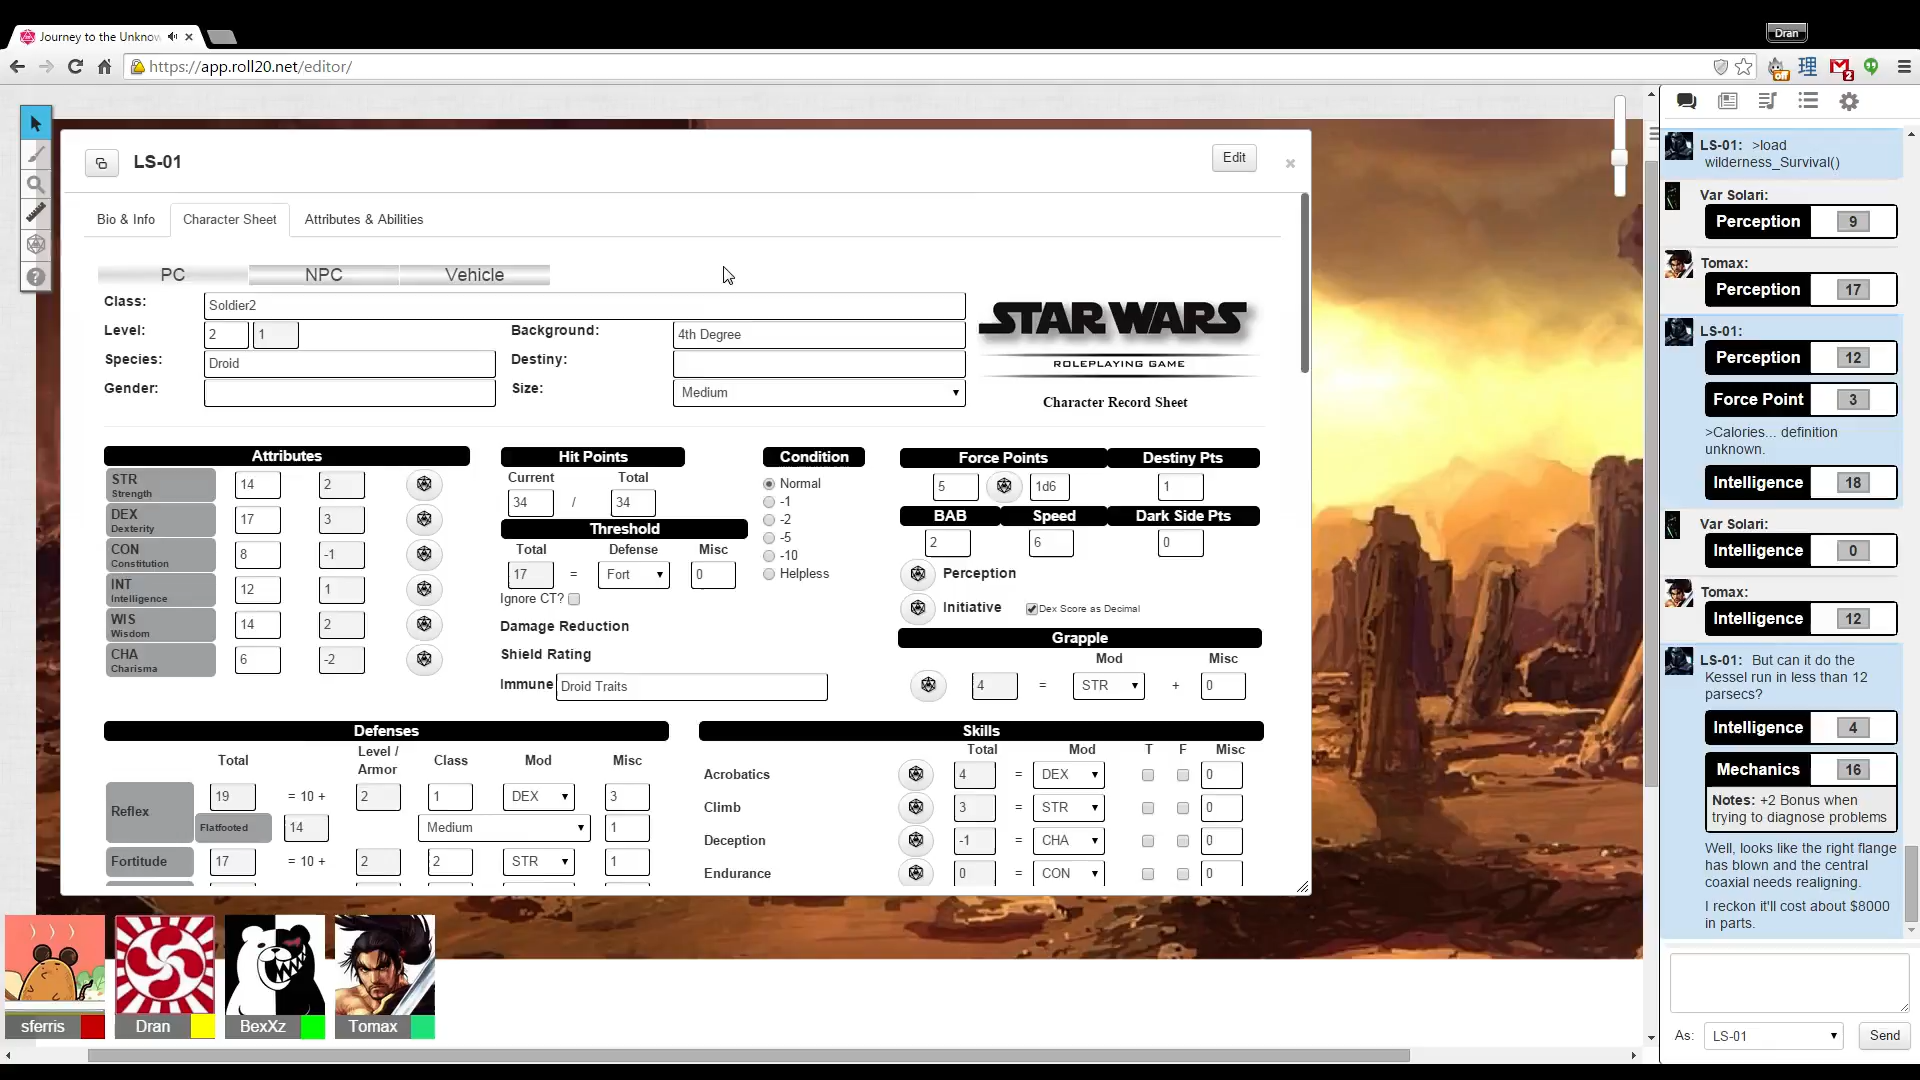 Dran
Journey to the Unknow
https://app.roll20.net/editor/
off
理
2
LS-01
Edit
Bio & Info
Character Sheet
Attributes & Abilities
PC
NPC
Vehicle
Class:
Soldier2
Level:
2
1
Background:
4th Degree
Species:
Droid
Destiny:
Gender:
Size:
Medium
STAR WARS
ROLEPLAYING GAME
Character Record Sheet
Attributes
STR
Strength
14
2
DEX
Dexterity
17
3
CON
Constitution
8
-1
INT
Intelligence
12
1
WIS
Wisdom
14
2
CHA
Charisma
6
-2
Hit Points
Current
Total
34 / 34
Threshold
Total
Defense
Misc
17 = Fort 0
Ignore CT?
Damage Reduction
Shield Rating
Immune
Droid Traits
Condition
Normal
-1
-2
-5
-10
Helpless
Force Points
Destiny Pts
5
1d6
1
BAB
Speed
Dark Side Pts
2
6
0
Perception
Initiative
Dex Score as Decimal
Grapple
Mod
Misc
4 = STR + 0
Defenses
Total
Level / Armor
Class
Mod
Misc
Reflex
19 = 10 + 2 1 DEX 3
Flatfooted
14
Medium
1
Fortitude
17 = 10 + 2 2 STR 1
Skills
Total
Mod
T
F
Misc
Acrobatics
4 = DEX 0
Climb
3 = STR 0
Deception
-1 = CHA 0
Endurance
0 = CON 0
sferris
Dran
BexXz
Tomax
LS-01: >load
wilderness_Survival()
Var Solari:
Perception 9
Tomax:
Perception 17
LS-01:
Perception 12
Force Point 3
>Calories... definition
unknown.
Intelligence 18
Var Solari:
Intelligence 0
Tomax:
Intelligence 12
LS-01: But can it do the
Kessel run in less than 12
parsecs?
Intelligence 4
Mechanics 16
Notes: +2 Bonus when
trying to diagnose problems
Well, looks like the right flange
has blown and the central
coaxial needs realigning.
I reckon it'll cost about $8000
in parts.
As:
LS-01
Send